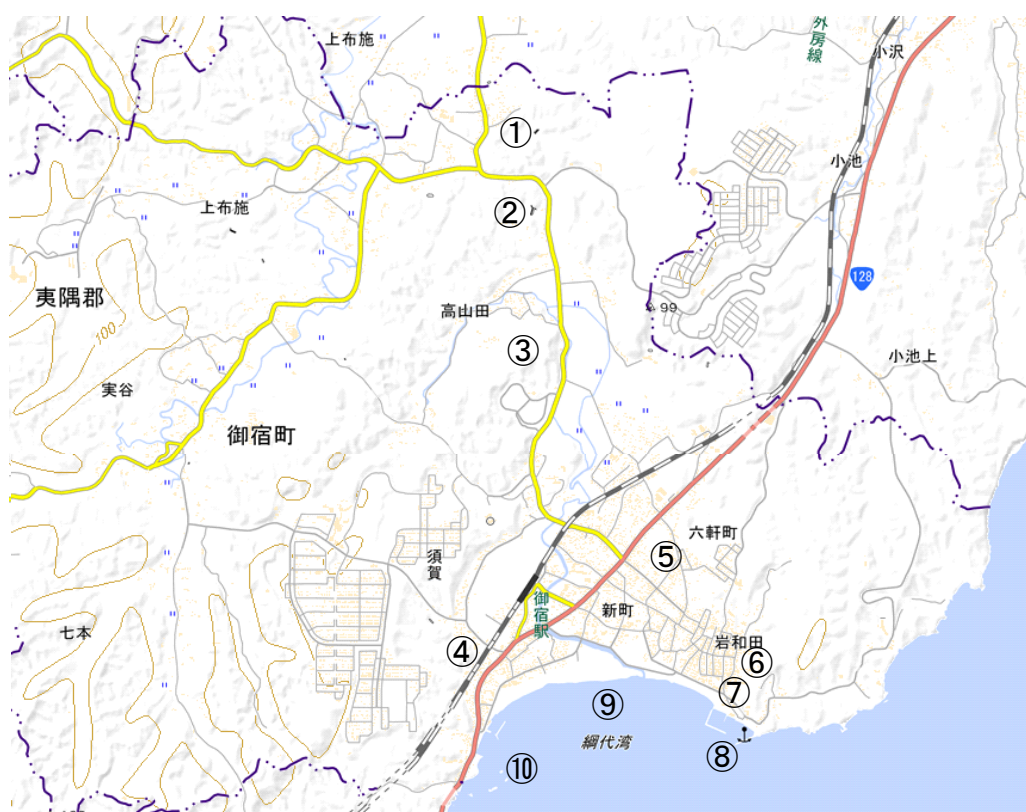 上布施
外房線
小沢
①
小池
②
上布施
128
夷隅郡
99
高山田
100
③
小池上
実谷
御宿町
六軒町
須賀
⑤
御宿駅
新町
七本
岩和田
④
⑥
⑦
⑨
網代湾
⑧
⑩